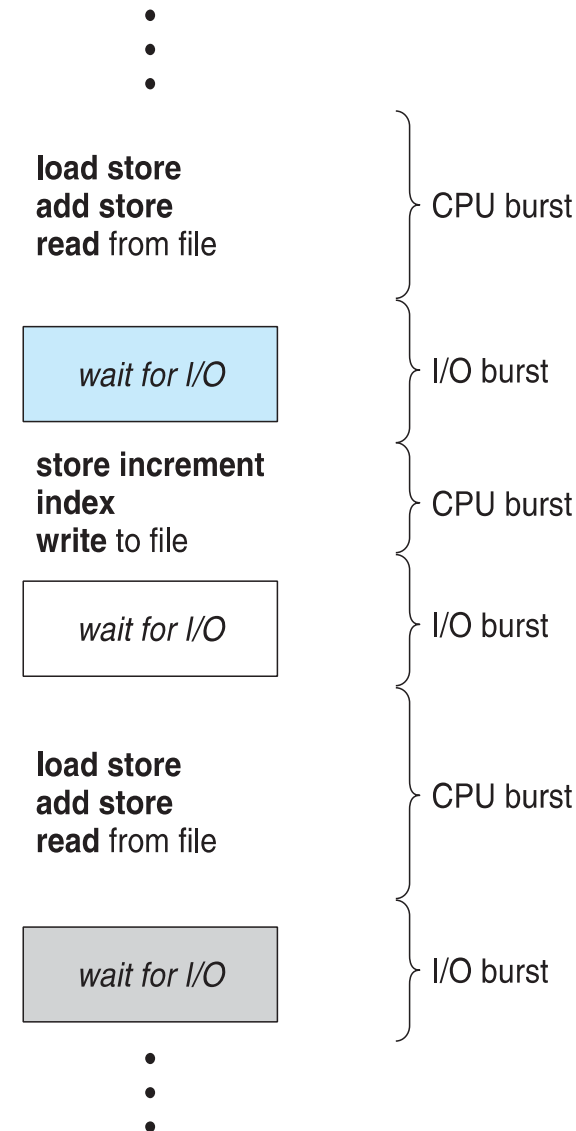 load store
add store
read from file
CPU burst
wait for I/O
I/O burst
store increment
index
write to file
CPU burst
wait for I/O
I/O burst
load store
add store
read from file
CPU burst
wait for I/O
I/O burst